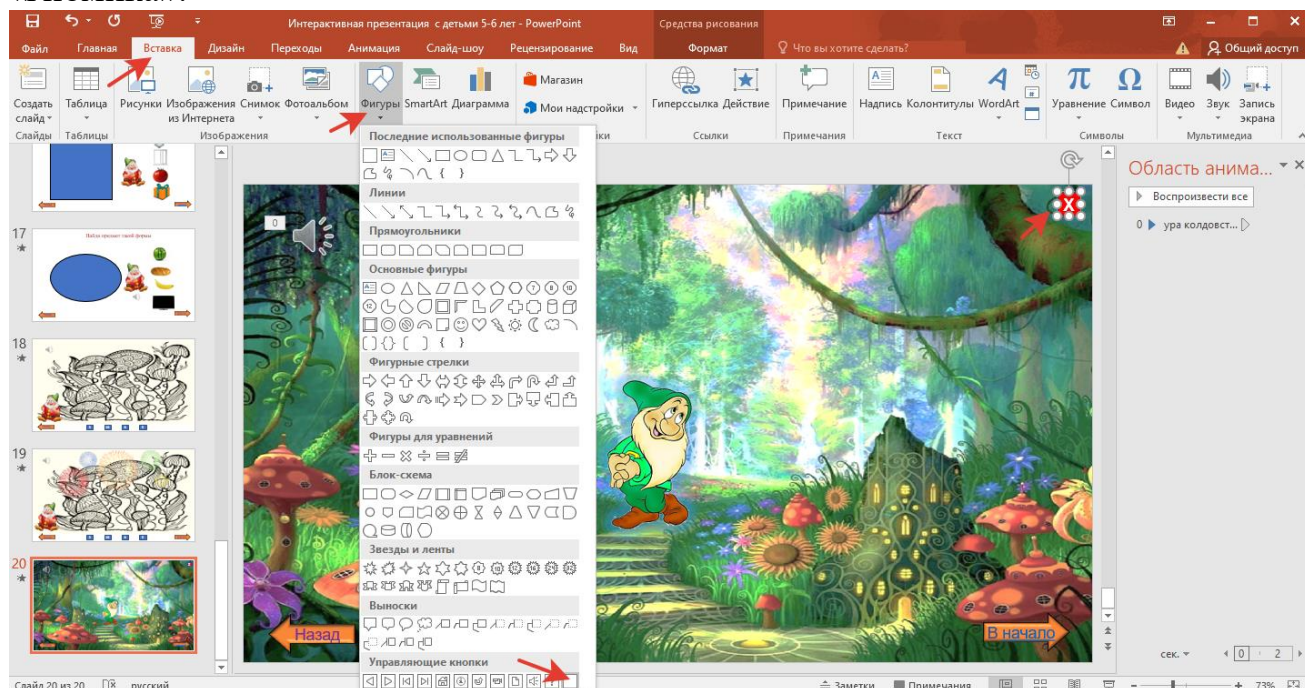 Интерактивная презентация с детьми 5-6 лет - PowerPoint
Средства рисования
Файл Главная Вставка Дизайн Переходы Анимация Слайд-шоу Рецензирование Вид Формат Что вы хотите сделать? Общий доступ
Создать слайд Таблица Рисунки Изображения из Интернета Снимок Фотоальбом Фигуры SmartArt Диаграмма Магазин Мои надстройки Гиперссылка Действие Примечание Надпись Колонтитулы WordArt Уравнение Символ Видео Звук Запись экрана
Слайды Таблицы Изображения Ссылки Примечания Текст Символы Мультимедиа
Последние использованные фигуры
Линии
Прямоугольники
Основные фигуры
Фигурные стрелки
Фигуры для уравнений
Блок-схема
Звезды и ленты
Выноски
Управляющие кнопки
17
18
19
20
0
X
Назад
В начало
Область анима...
Воспроизвести все
0 ура колдовст...
сек. 0 2
Слайд 20 из 20 русский Заметки Примечания 73%